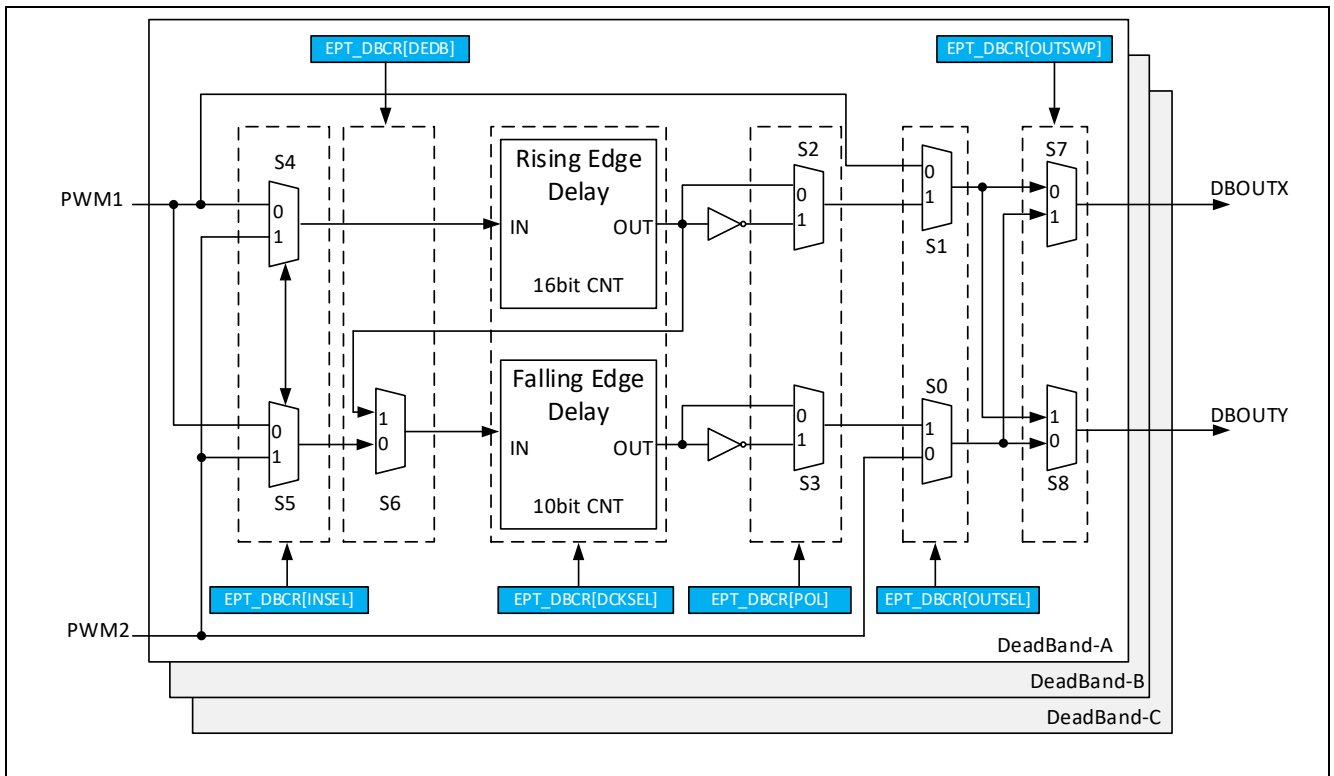 EPT_DBCR[DEDB]
EPT_DBCR[OUTSWP]
S4
Rising Edge
Delay
S2
S7
PWM1
0
1
IN
OUT
0
1
0
1
0
1
DBOUTX
16bit CNT
S1
Falling Edge
Delay
S0
0
1
1
0
IN
OUT
0
1
1
0
1
0
DBOUTY
S5
S6
10bit CNT
S3
S8
EPT_DBCR[INSEL]
EPT_DBCR[DCKSEL]
EPT_DBCR[POL]
EPT_DBCR[OUTSEL]
PWM2
DeadBand-A
DeadBand-B
DeadBand-C